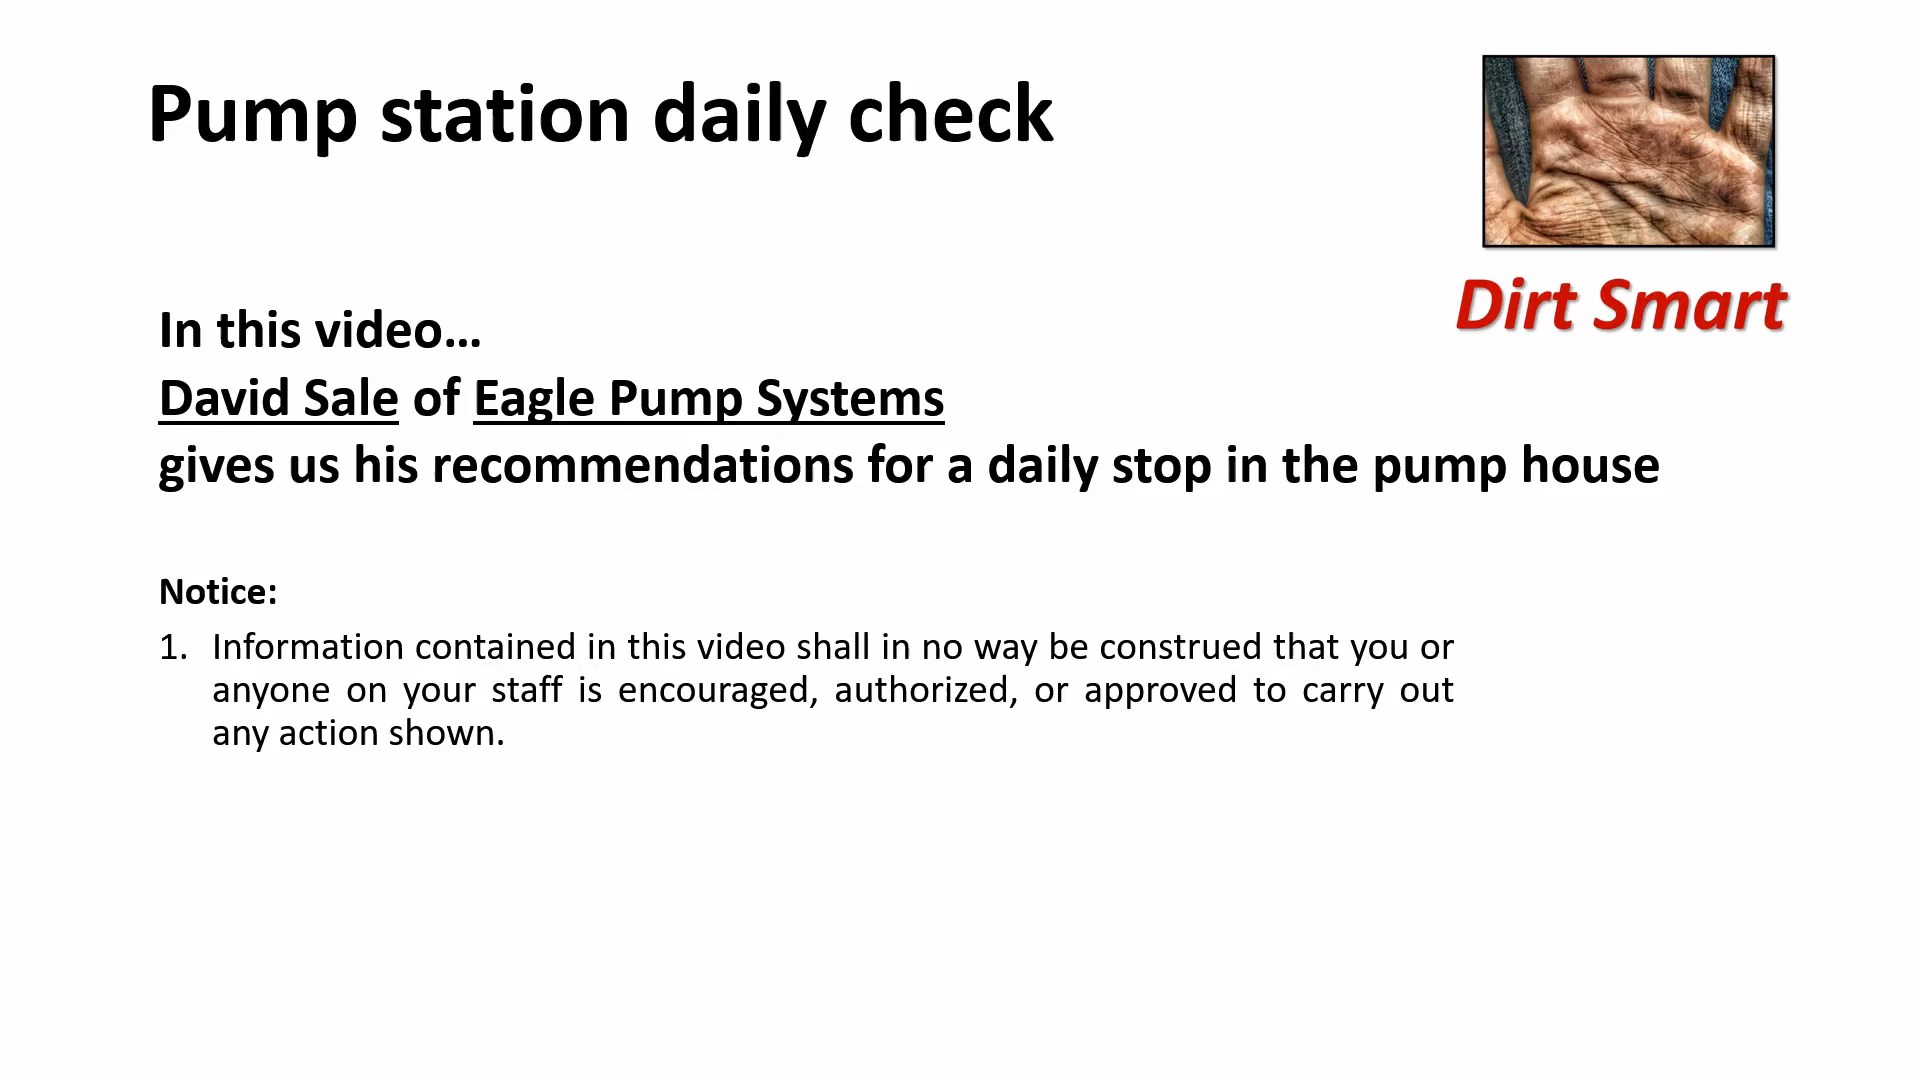 Pump station daily check
Dirt Smart
In this video...
David Sale of Eagle Pump Systems
gives us his recommendations for a daily stop in the pump house
Notice:
1. Information contained in this video shall in no way be construed that you or
anyone on your staff is encouraged, authorized, or approved to carry out
any action shown.